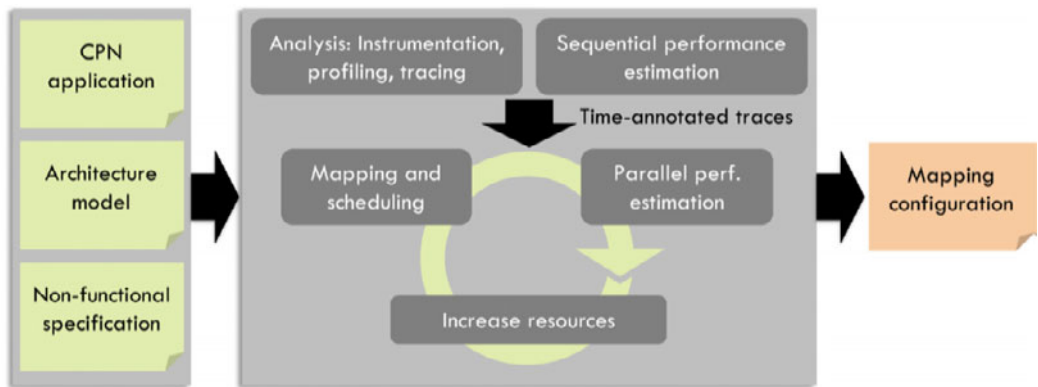 CPN
application
Architecture
model
Non-functional
specification
Analysis: Instrumentation,
profiling, tracing
Sequential performance
estimation
Time-annotated traces
Mapping and
scheduling
Parallel perf.
estimation
Increase resources
Mapping
configuration